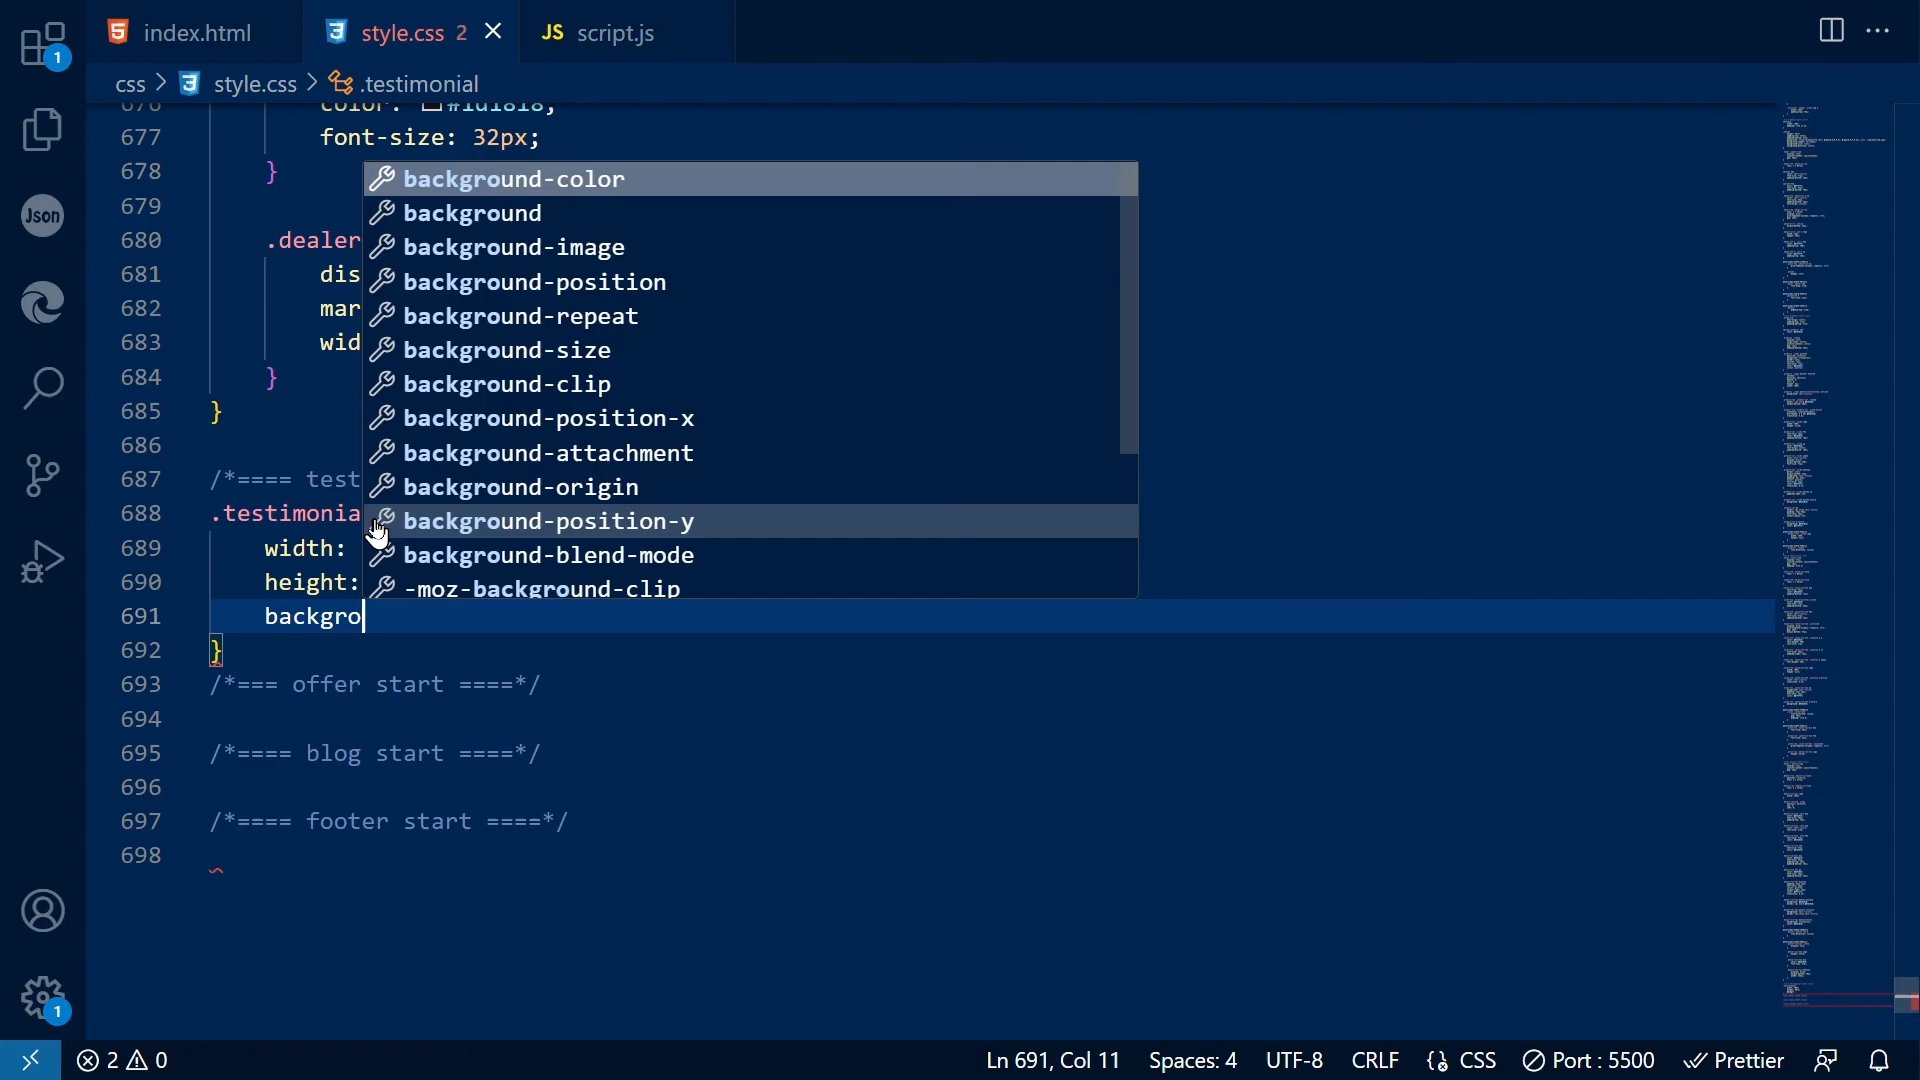 index.html
style.css 2
JS script.js
css > style.css > .testimonial
677 font-size: 32px;
678 }
679
680 .dealer
681 dis
682 mar
683 wid
684 }
685 }
686
687 /*==== test
688 .testimonia
689 width:
690 height:
691 backgro
692 }
693 /*=== offer start ====*/
694
695 /*==== blog start ====*/
696
697 /*==== footer start ====*/
698
background-color
background
background-image
background-position
background-repeat
background-size
background-clip
background-position-x
background-attachment
background-origin
background-position-y
background-blend-mode
-moz-background-clip
1
Json
1
2 0
Ln 691, Col 11 Spaces: 4 UTF-8 CRLF CSS Port : 5500 Prettier